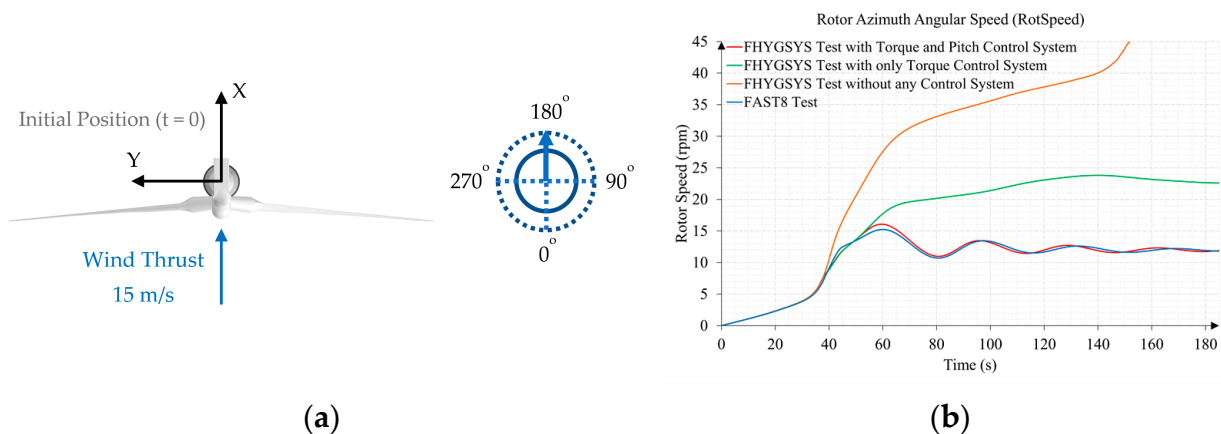 X
Initial Position (t = 0)
Y
Wind Thrust
15 m/s
180°
270°
90°
0°
(a)
Rotor Azimuth Angular Speed (RotSpeed)
FHYGSYS Test with Torque and Pitch Control System
FHYGSYS Test with only Torque Control System
FHYGSYS Test without any Control System
FAST8 Test
Rotor Speed (rpm)
45
40
35
30
25
20
15
10
5
0
0 20 40 60 80 100 120 140 160 180
Time (s)
(b)